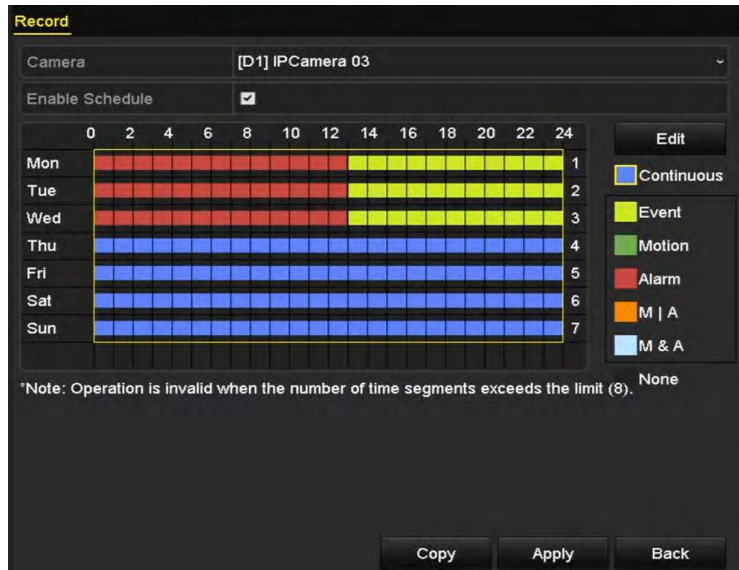 Record
Camera [D1] IPCamera 03
Enable Schedule
0 2 4 6 8 10 12 14 16 18 20 22 24
Edit
Mon 1
Continuous
Tue 2
Wed 3
Event
Thu 4
Motion
Fri 5
Alarm
Sat 6
M | A
Sun 7
M & A
None
*Note: Operation is invalid when the number of time segments exceeds the limit (8).
Copy Apply Back